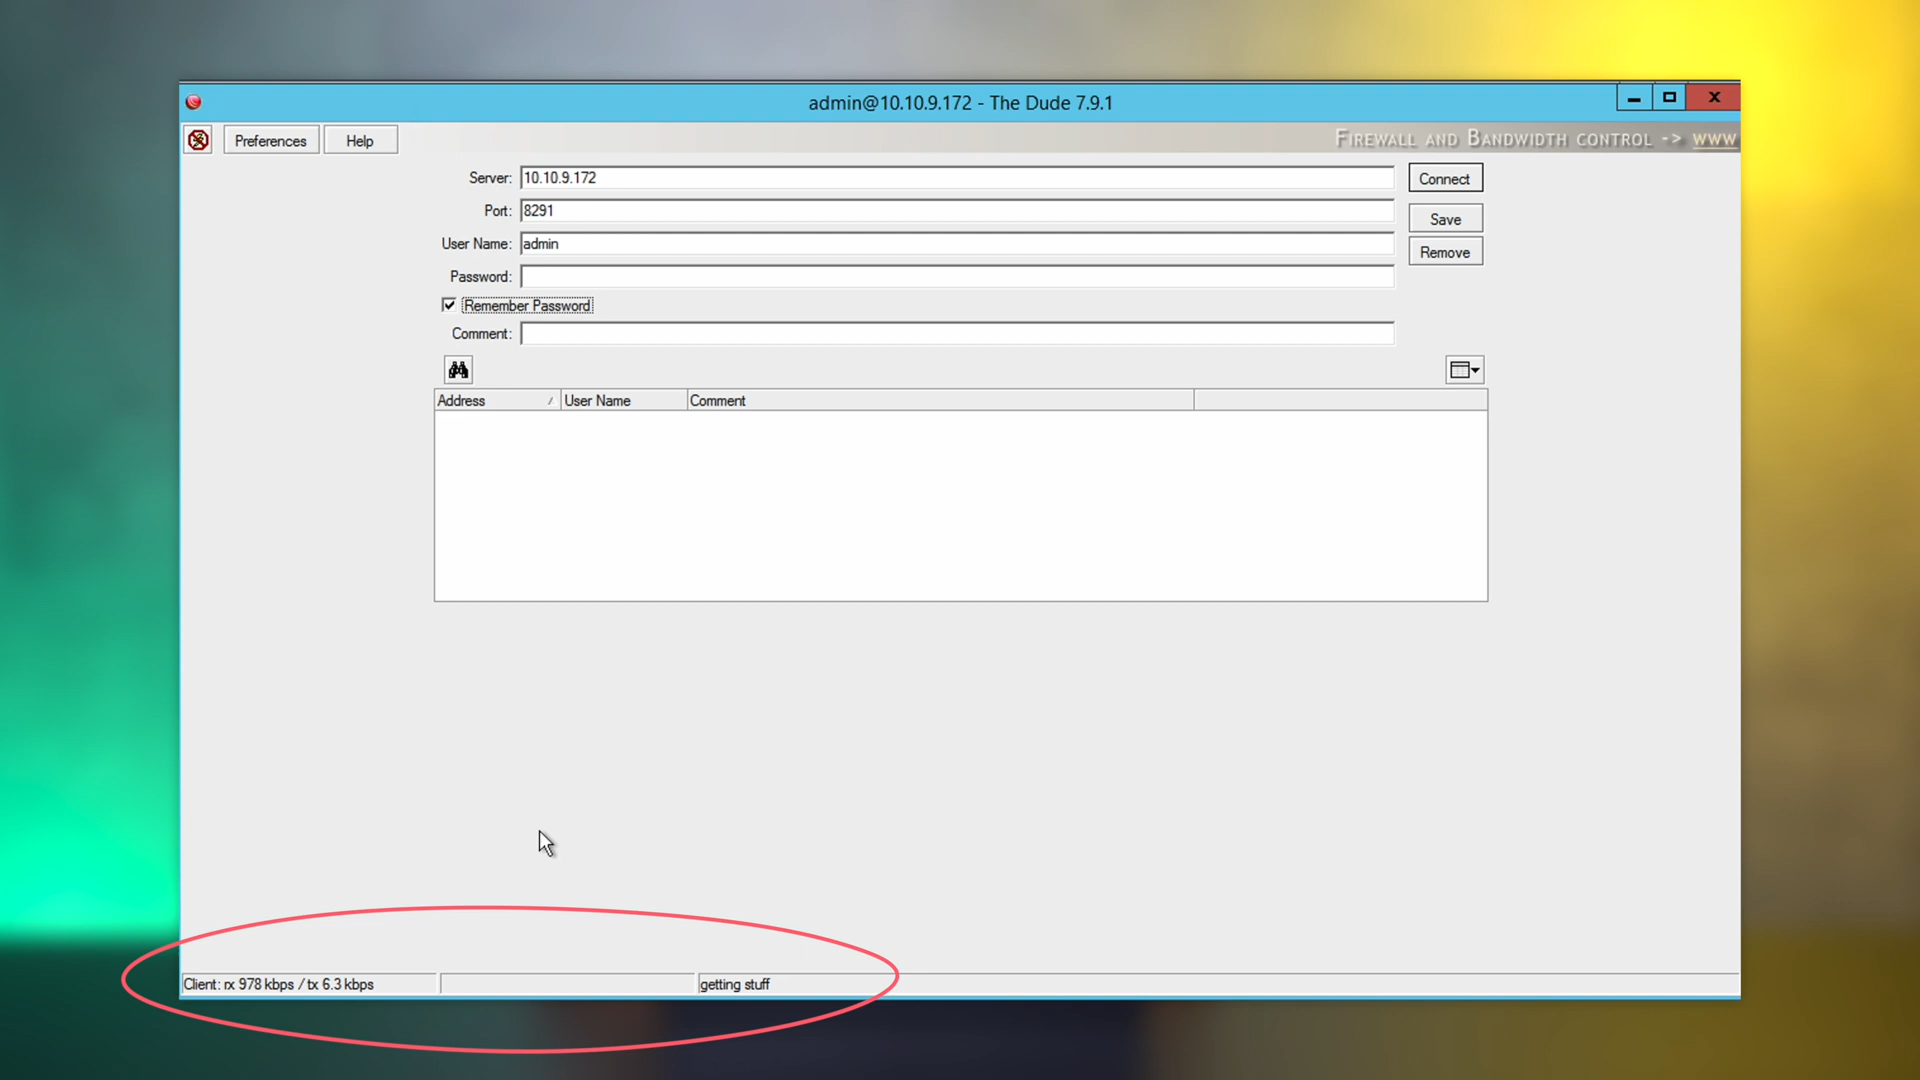 admin@10.10.9.172 - The Dude 7.9.1
Preferences Help FIREWALL AND BANDWIDTH CONTROL -> WWW
Server: 10.10.9.172 Connect
Port: 8291
Save
User Name: admin
Remove
Password:
Remember Password
Comment:
Address User Name Comment
Client: rx 978 kbps / tx 6.3 kbps getting stuff